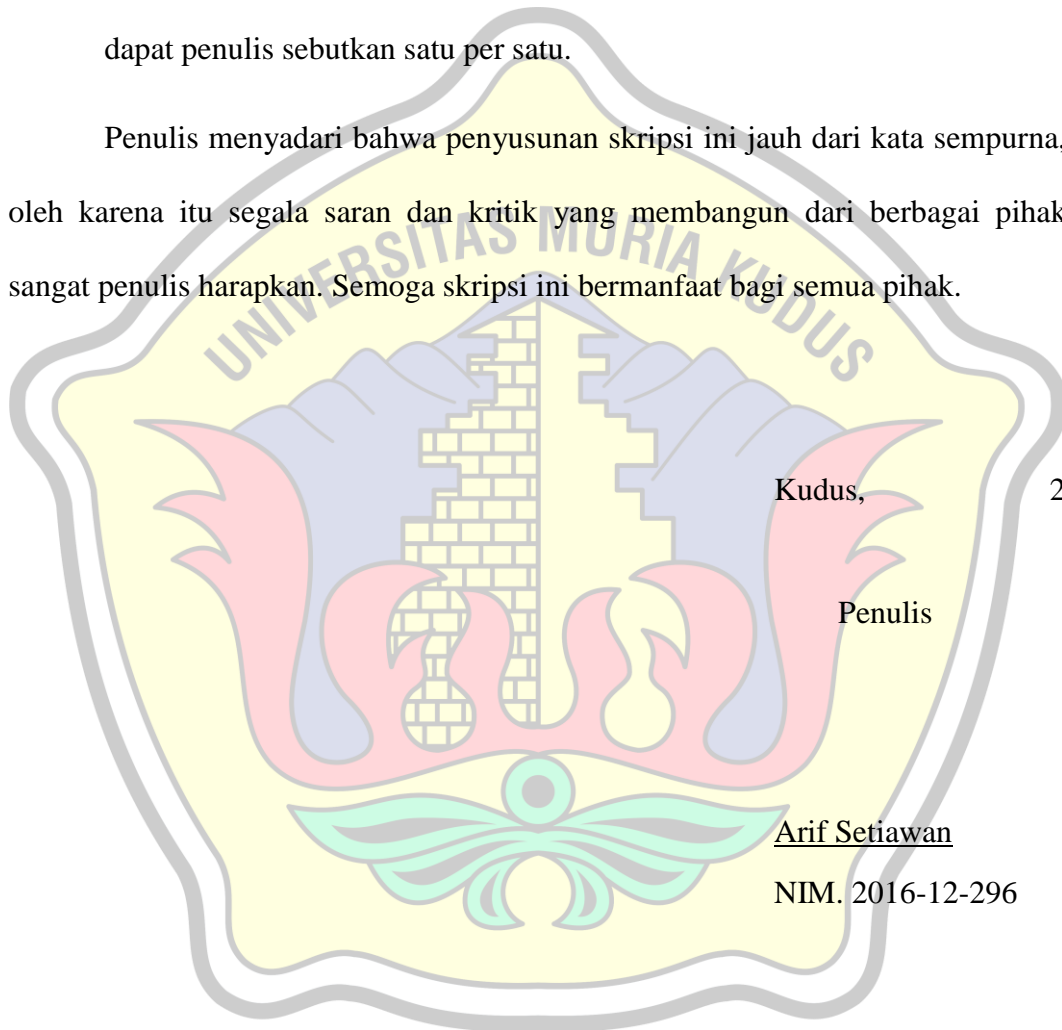 dapat penulis sebutkan satu per satu.
Penulis menyadari bahwa penyusunan skripsi ini jauh dari kata sempurna,
oleh karena itu segala saran dan kritik yang membangun dari berbagai pihak
UNIVERSITAS MURIA KUDUS
sangat penulis harapkan. Semoga skripsi ini bermanfaat bagi semua pihak.
Kudus, 2
Penulis
Arif Setiawan
NIM. 2016-12-296